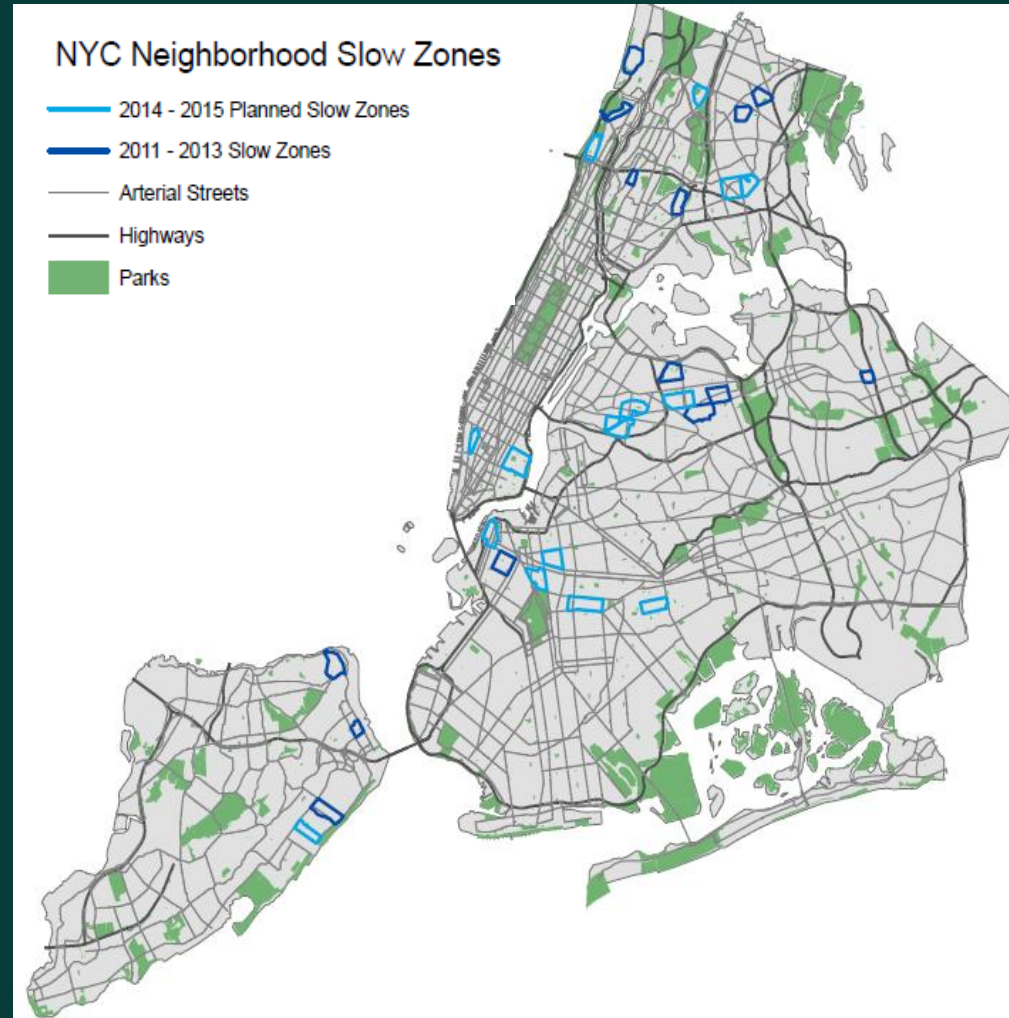 NYC Neighborhood Slow Zones
2014 - 2015 Planned Slow Zones
2011 - 2013 Slow Zones
Arterial Streets
Highways
Parks